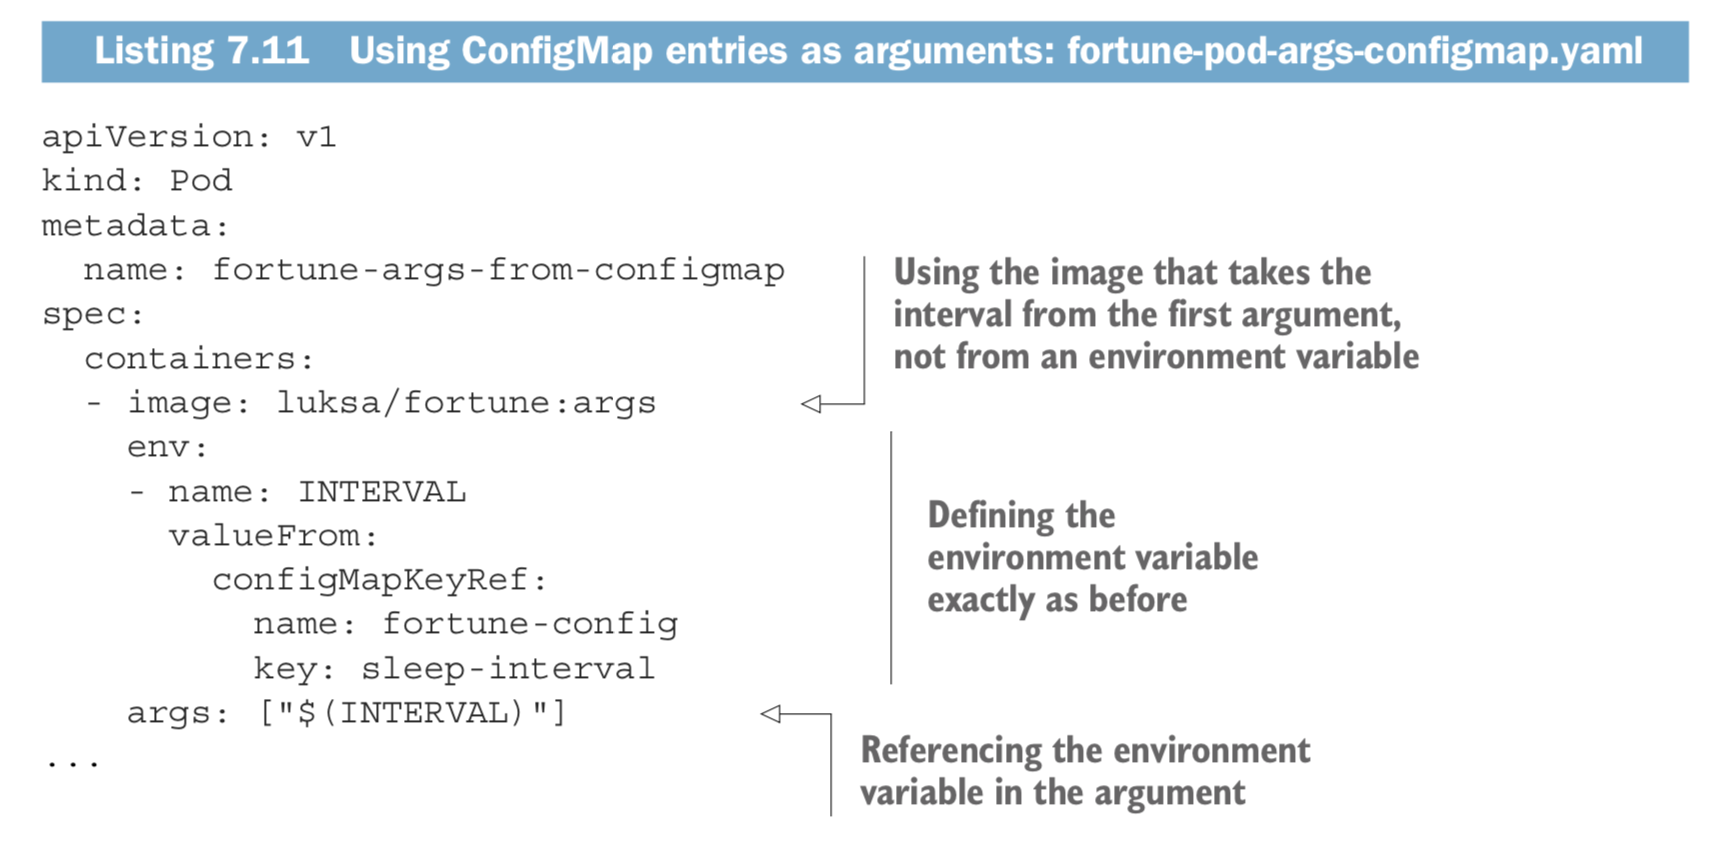 Listing 7.11 Using ConfigMap entries as arguments: fortune-pod-args-configmap.yaml
apiVersion: v1
kind: Pod
metadata:
  name: fortune-args-from-configmap
spec:
  containers:
  - image: luksa/fortune:args
    env:
    - name: INTERVAL
      valueFrom:
        configMapKeyRef:
          name: fortune-config
          key: sleep-interval
    args: ["$(INTERVAL)"]
...
Using the image that takes the
interval from the first argument,
not from an environment variable
Defining the
environment variable
exactly as before
Referencing the environment
variable in the argument